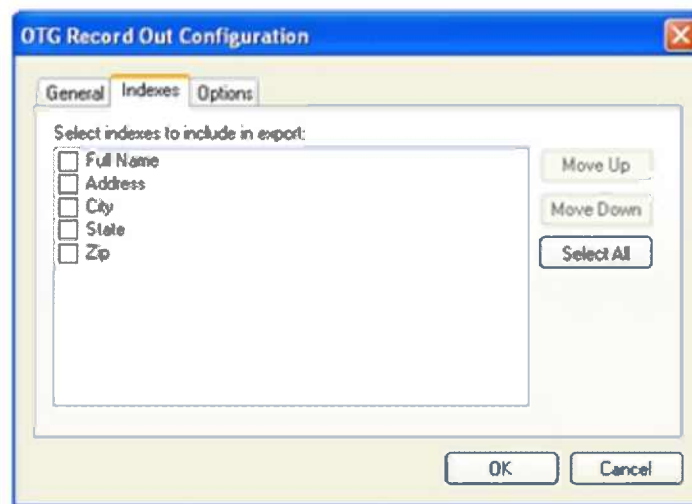 OTG Record Out Configuration
General Indexes Options
Select indexes to include in export:
Full Name
Address
City
State
Zip
Move Up
Move Down
Select All
OK Cancel